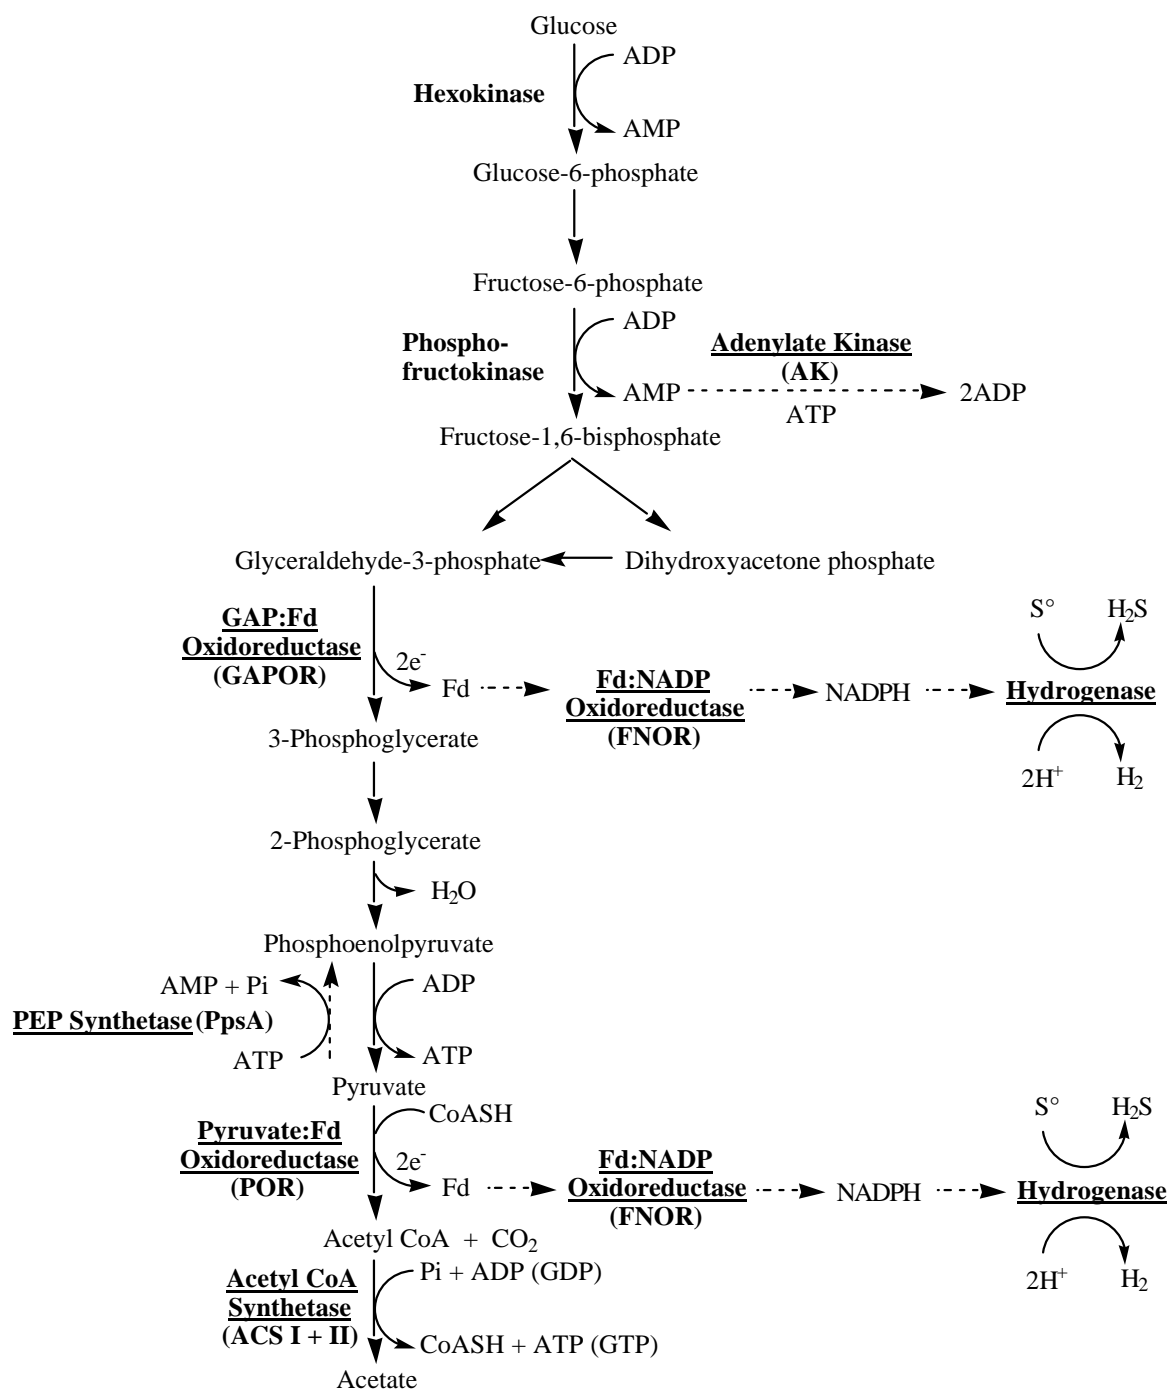 Glucose
ADP
Hexokinase
AMP
Glucose-6-phosphate
Fructose-6-phosphate
ADP
Phospho-
fructokinase
Adenylate Kinase
(AK)
AMP
2ADP
ATP
Fructose-1,6-bisphosphate
Glyceraldehyde-3-phosphate
Dihydroxyacetone phosphate
GAP:Fd
Oxidoreductase
(GAPOR)
2e⁻
Fd
Fd:NADP
Oxidoreductase
(FNOR)
NADPH
S° H₂S
Hydrogenase
2H⁺ H₂
3-Phosphoglycerate
2-Phosphoglycerate
H₂O
Phosphoenolpyruvate
AMP + Pi
PEP Synthetase (PpsA)
ATP
ADP
ATP
Pyruvate
CoASH
Pyruvate:Fd
Oxidoreductase
(POR)
2e⁻
Fd
Fd:NADP
Oxidoreductase
(FNOR)
NADPH
S° H₂S
Hydrogenase
2H⁺ H₂
Acetyl CoA + CO₂
Acetyl CoA
Synthetase
(ACS I + II)
Pi + ADP (GDP)
CoASH + ATP (GTP)
Acetate